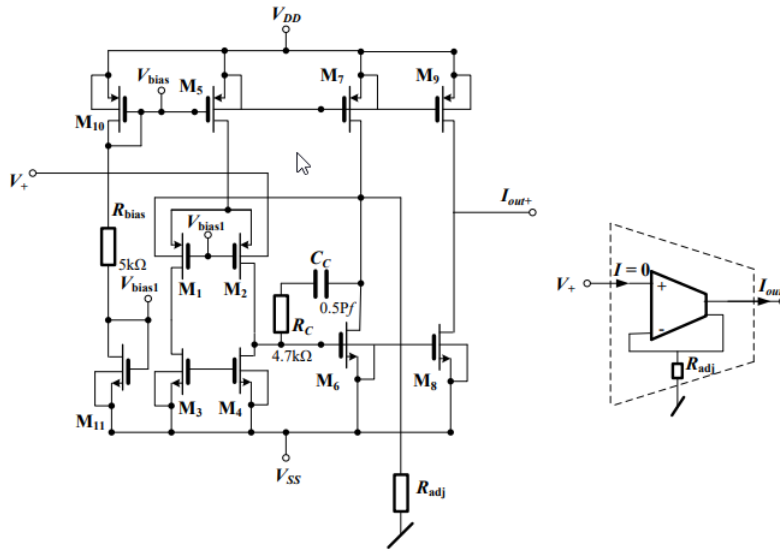 VDD
Vbias
M5
M7
M9
M10
V+
Iout+
Rbias
Vbias1
5kΩ
CC
Vbias1
M1
M2
0.5Pf
RC
4.7kΩ
M6
M8
M11
M3
M4
VSS
Radj
V+
I = 0
+
-
Iout
Radj